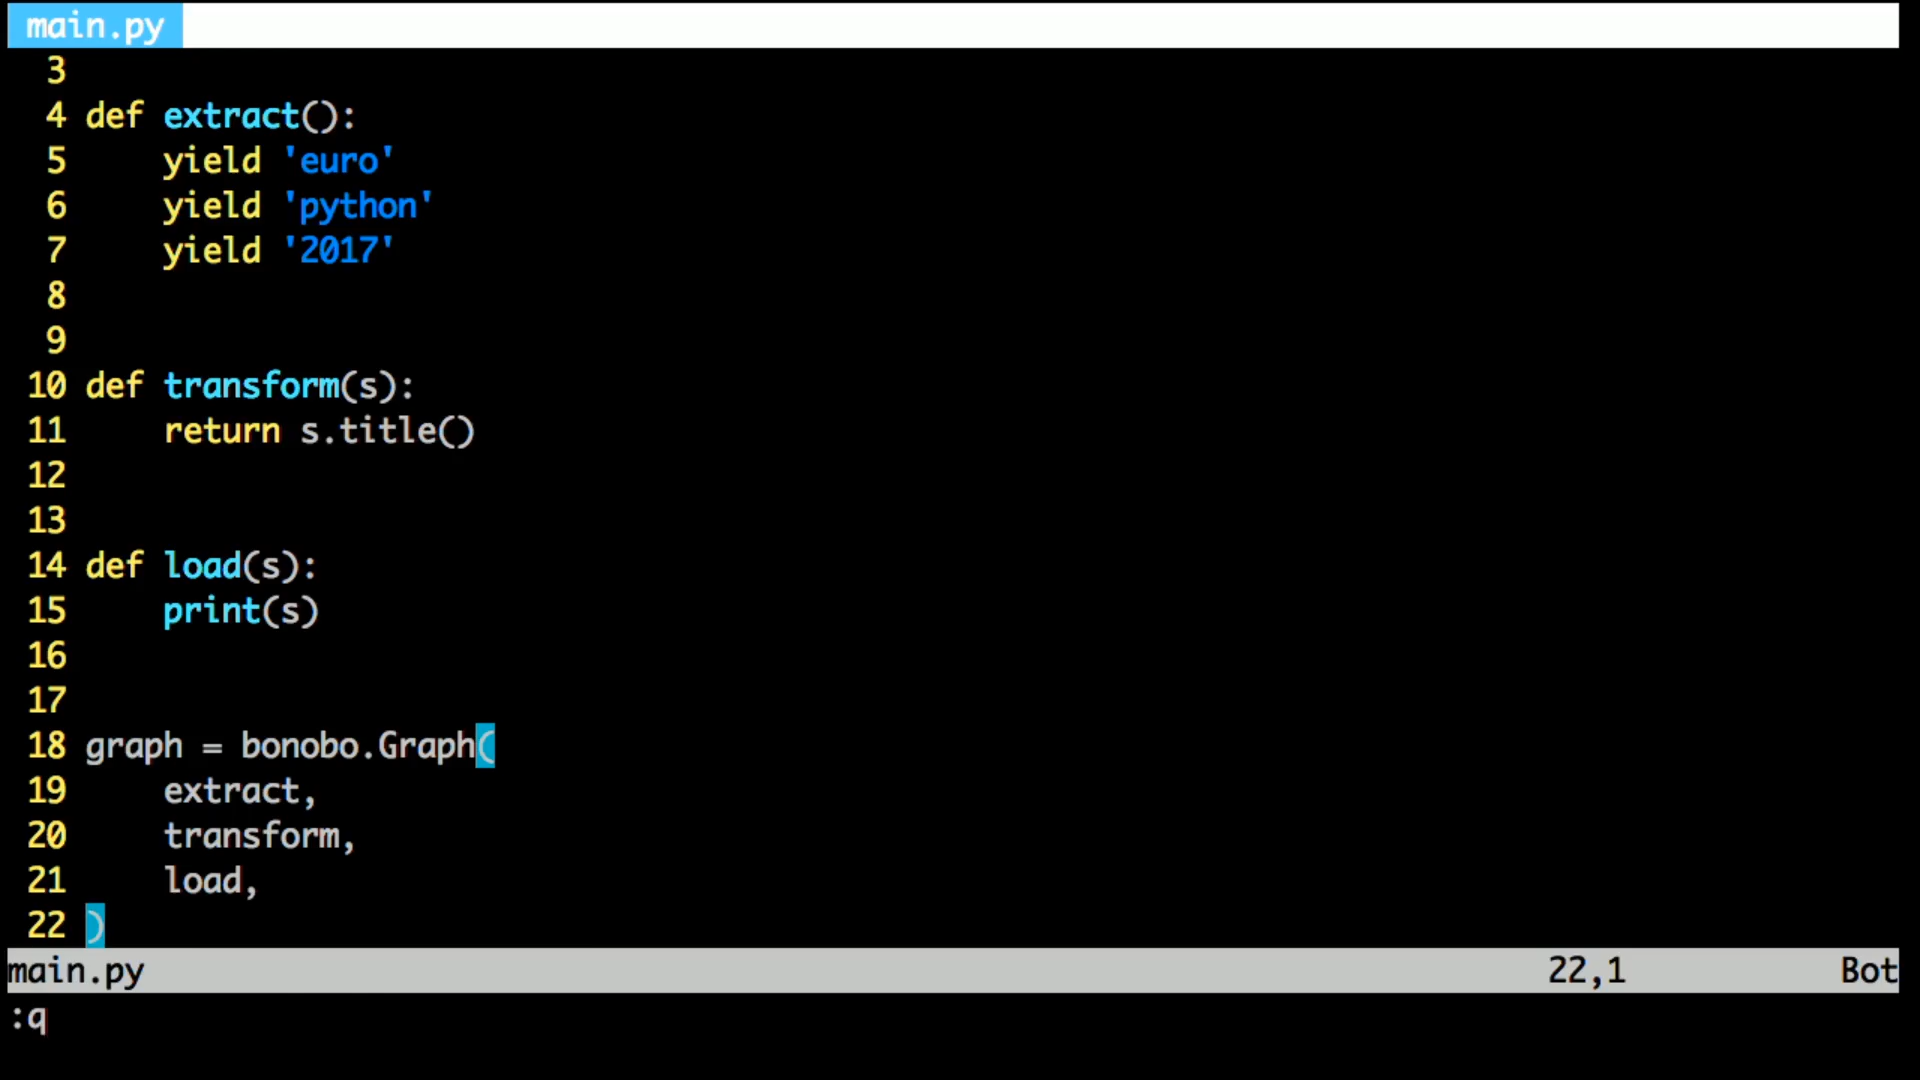 main.py
3
4 def extract():
5     yield 'euro'
6     yield 'python'
7     yield '2017'
8
9
10 def transform(s):
11     return s.title()
12
13
14 def load(s):
15     print(s)
16
17
18 graph = bonobo.Graph(
19     extract,
20     transform,
21     load,
22 )
main.py 22,1 Bot
:q